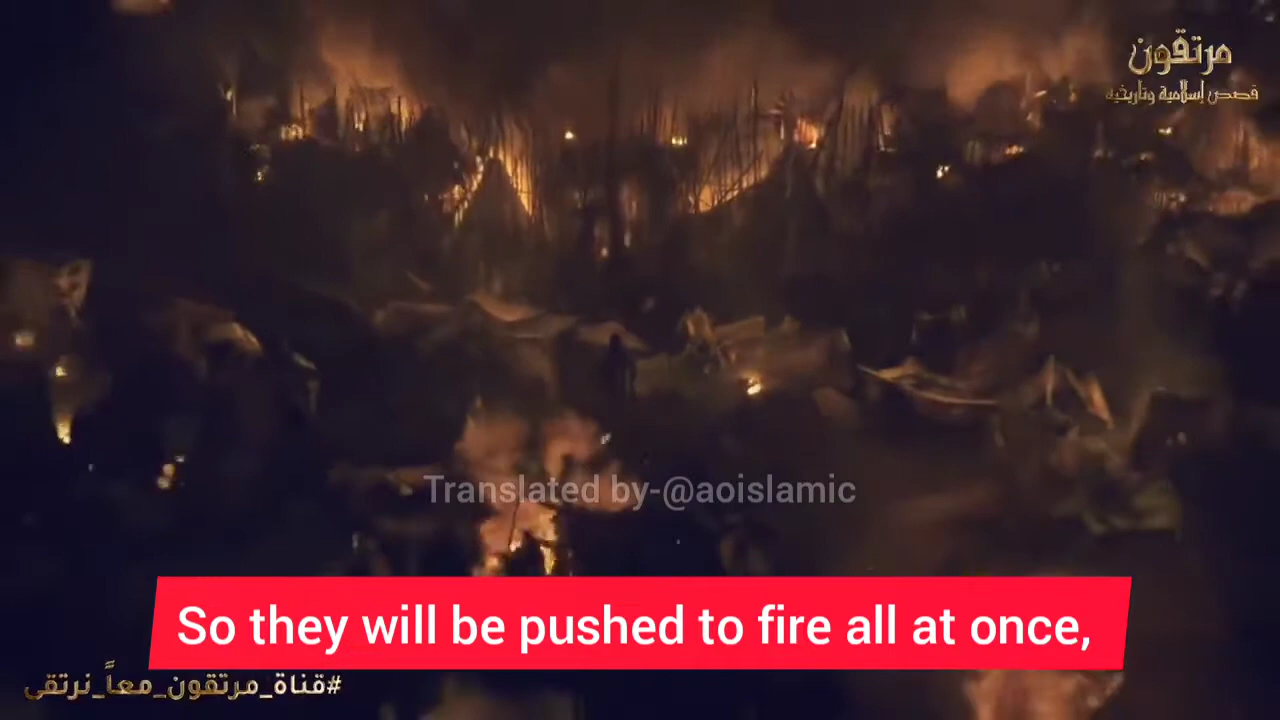 مرتقون
قصص إسلامية وتاريخية
Translated by-@aoislamic
So they will be pushed to fire all at once,
#قناة_مرتقون_معاً_نرتقي